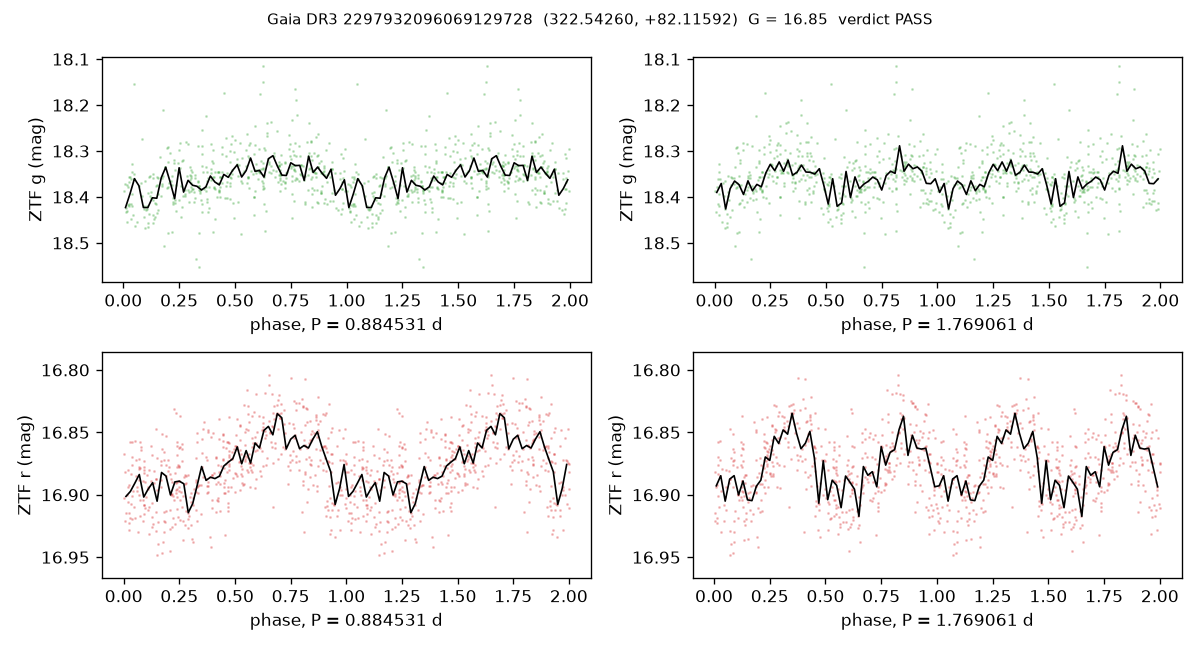 Gaia DR3 2297932096069129728 (322.54260, +82.11592) G = 16.85 verdict PASS
ZTF g (mag)
18.1
18.2
18.3
18.4
18.5
0.00 0.25 0.50 0.75 1.00 1.25 1.50 1.75 2.00
phase, P = 0.884531 d
ZTF g (mag)
18.1
18.2
18.3
18.4
18.5
0.00 0.25 0.50 0.75 1.00 1.25 1.50 1.75 2.00
phase, P = 1.769061 d
ZTF r (mag)
16.80
16.85
16.90
16.95
0.00 0.25 0.50 0.75 1.00 1.25 1.50 1.75 2.00
phase, P = 0.884531 d
ZTF r (mag)
16.80
16.85
16.90
16.95
0.00 0.25 0.50 0.75 1.00 1.25 1.50 1.75 2.00
phase, P = 1.769061 d